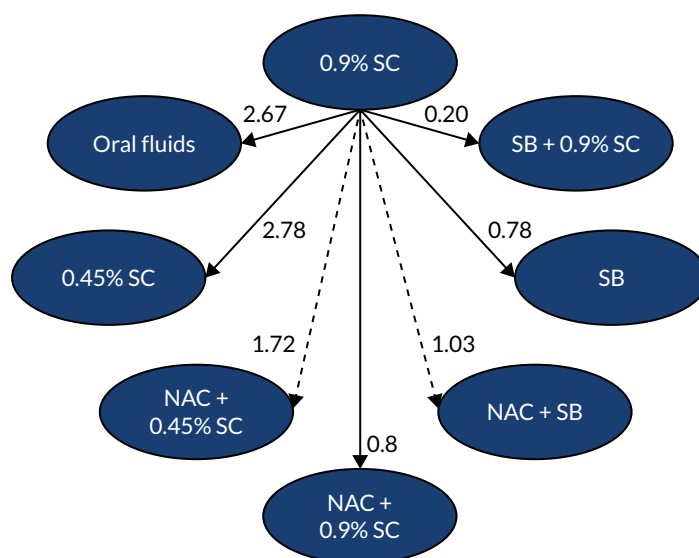 0.9% SC
2.67
0.20
Oral fluids
SB + 0.9% SC
2.78
0.78
0.45% SC
SB
1.72
1.03
NAC +
0.45% SC
NAC + SB
0.8
NAC +
0.9% SC